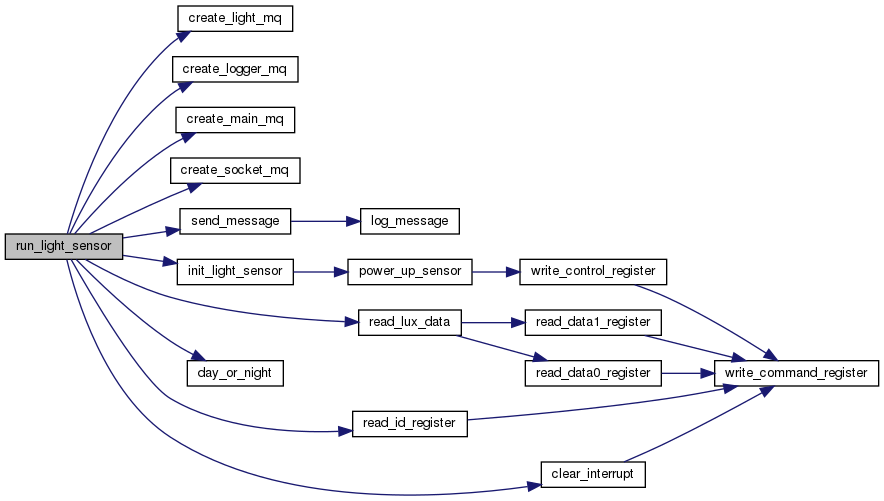 create_light_mq
create_logger_mq
create_main_mq
create_socket_mq
send_message
log_message
run_light_sensor
init_light_sensor
power_up_sensor
write_control_register
read_lux_data
read_data1_register
day_or_night
read_data0_register
write_command_register
read_id_register
clear_interrupt